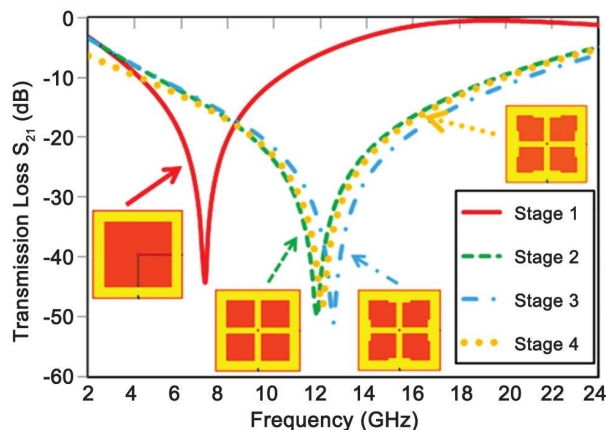 0
-10
-20
-30
-40
-50
-60
Transmission Loss S21 (dB)
Stage 1
Stage 2
Stage 3
Stage 4
2 4 6 8 10 12 14 16 18 20 22 24
Frequency (GHz)